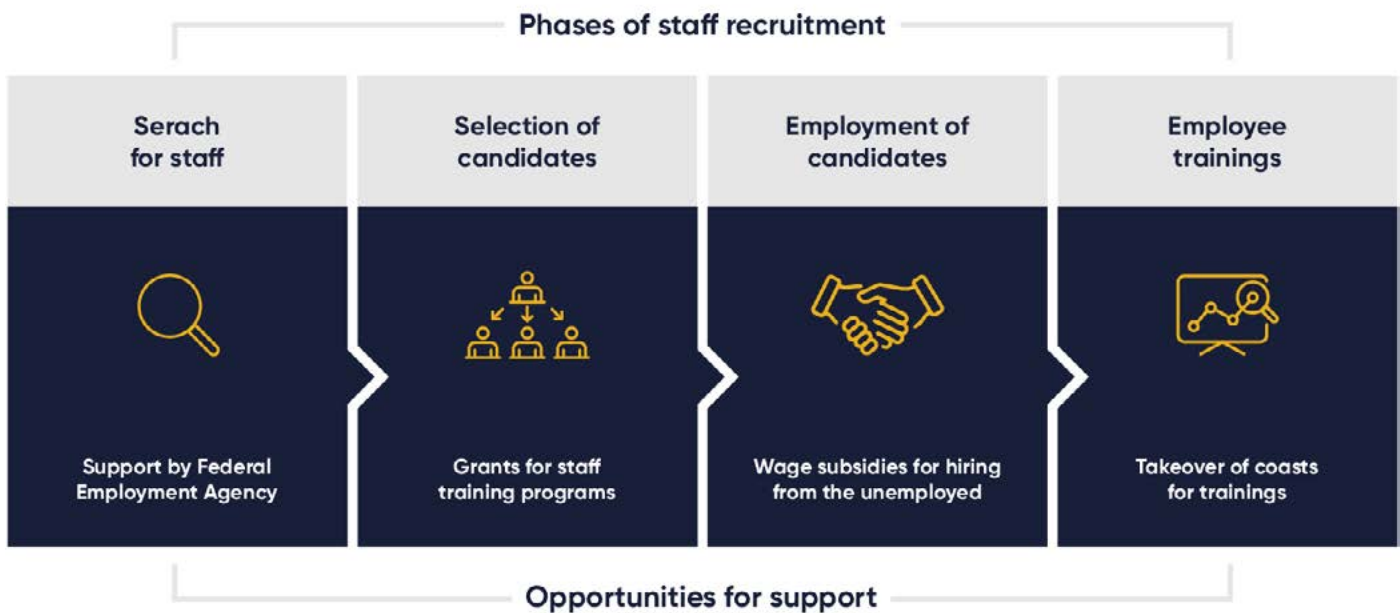 Phases of staff recruitment
Serach
for staff
Selection of
candidates
Employment of
candidates
Employee
trainings
Support by Federal
Employment Agency
Grants for staff
training programs
Wage subsidies for hiring
from the unemployed
Takeover of coasts
for trainings
Opportunities for support